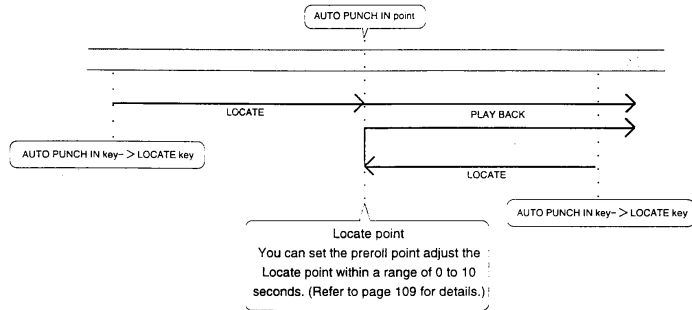 AUTO PUNCH IN point
LOCATE
PLAY BACK
AUTO PUNCH IN key- > LOCATE key
LOCATE
AUTO PUNCH IN key- > LOCATE key
Locate point
You can set the preroll point adjust the
Locate point within a range of 0 to 10
seconds. (Refer to page 109 for details.)